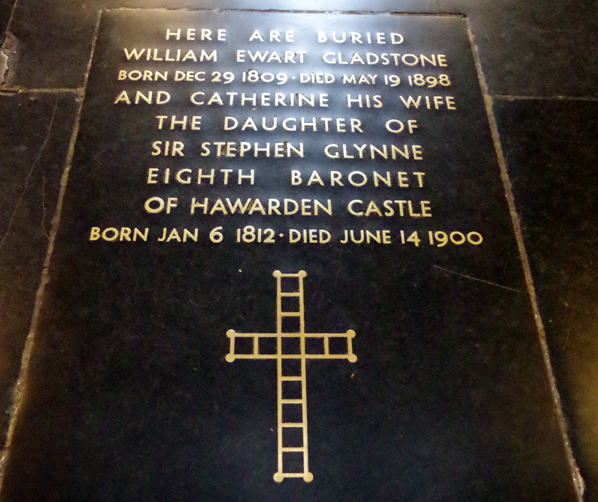 HERE ARE BURIED
WILLIAM EWART GLADSTONE
BORN DEC 29 1809 · DIED MAY 19 1898
AND CATHERINE HIS WIFE
THE DAUGHTER OF
SIR STEPHEN GLYNNE
EIGHTH BARONET
OF HAWARDEN CASTLE
BORN JAN 6 1812 · DIED JUNE 14 1900